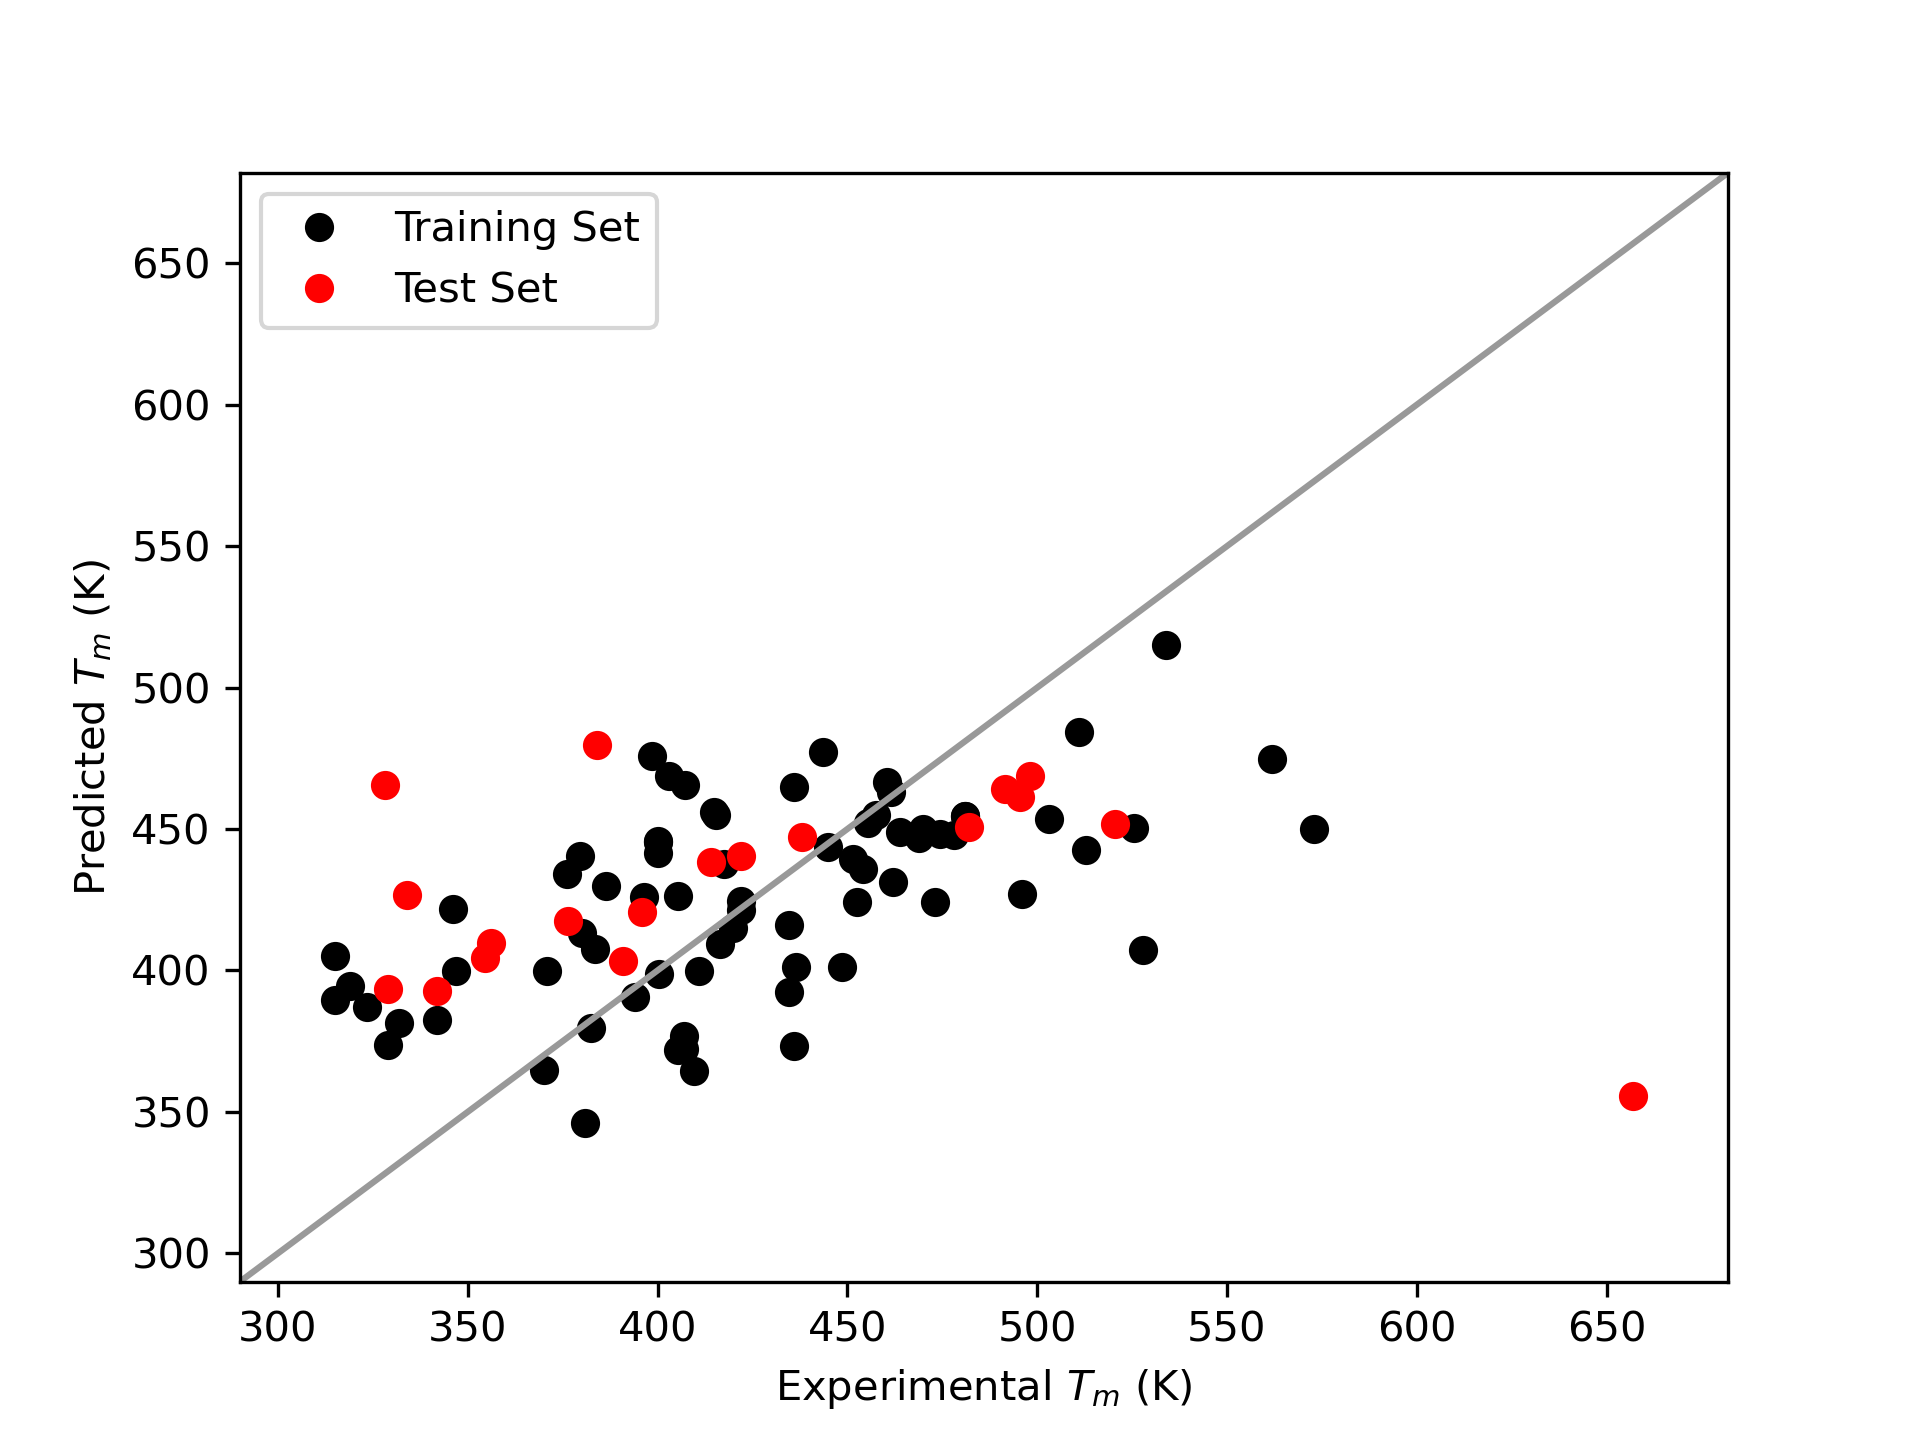 Training Set
Test Set
650
600
550
500
450
400
350
300
Predicted T_m (K)
300 350 400 450 500 550 600 650
Experimental T_m (K)